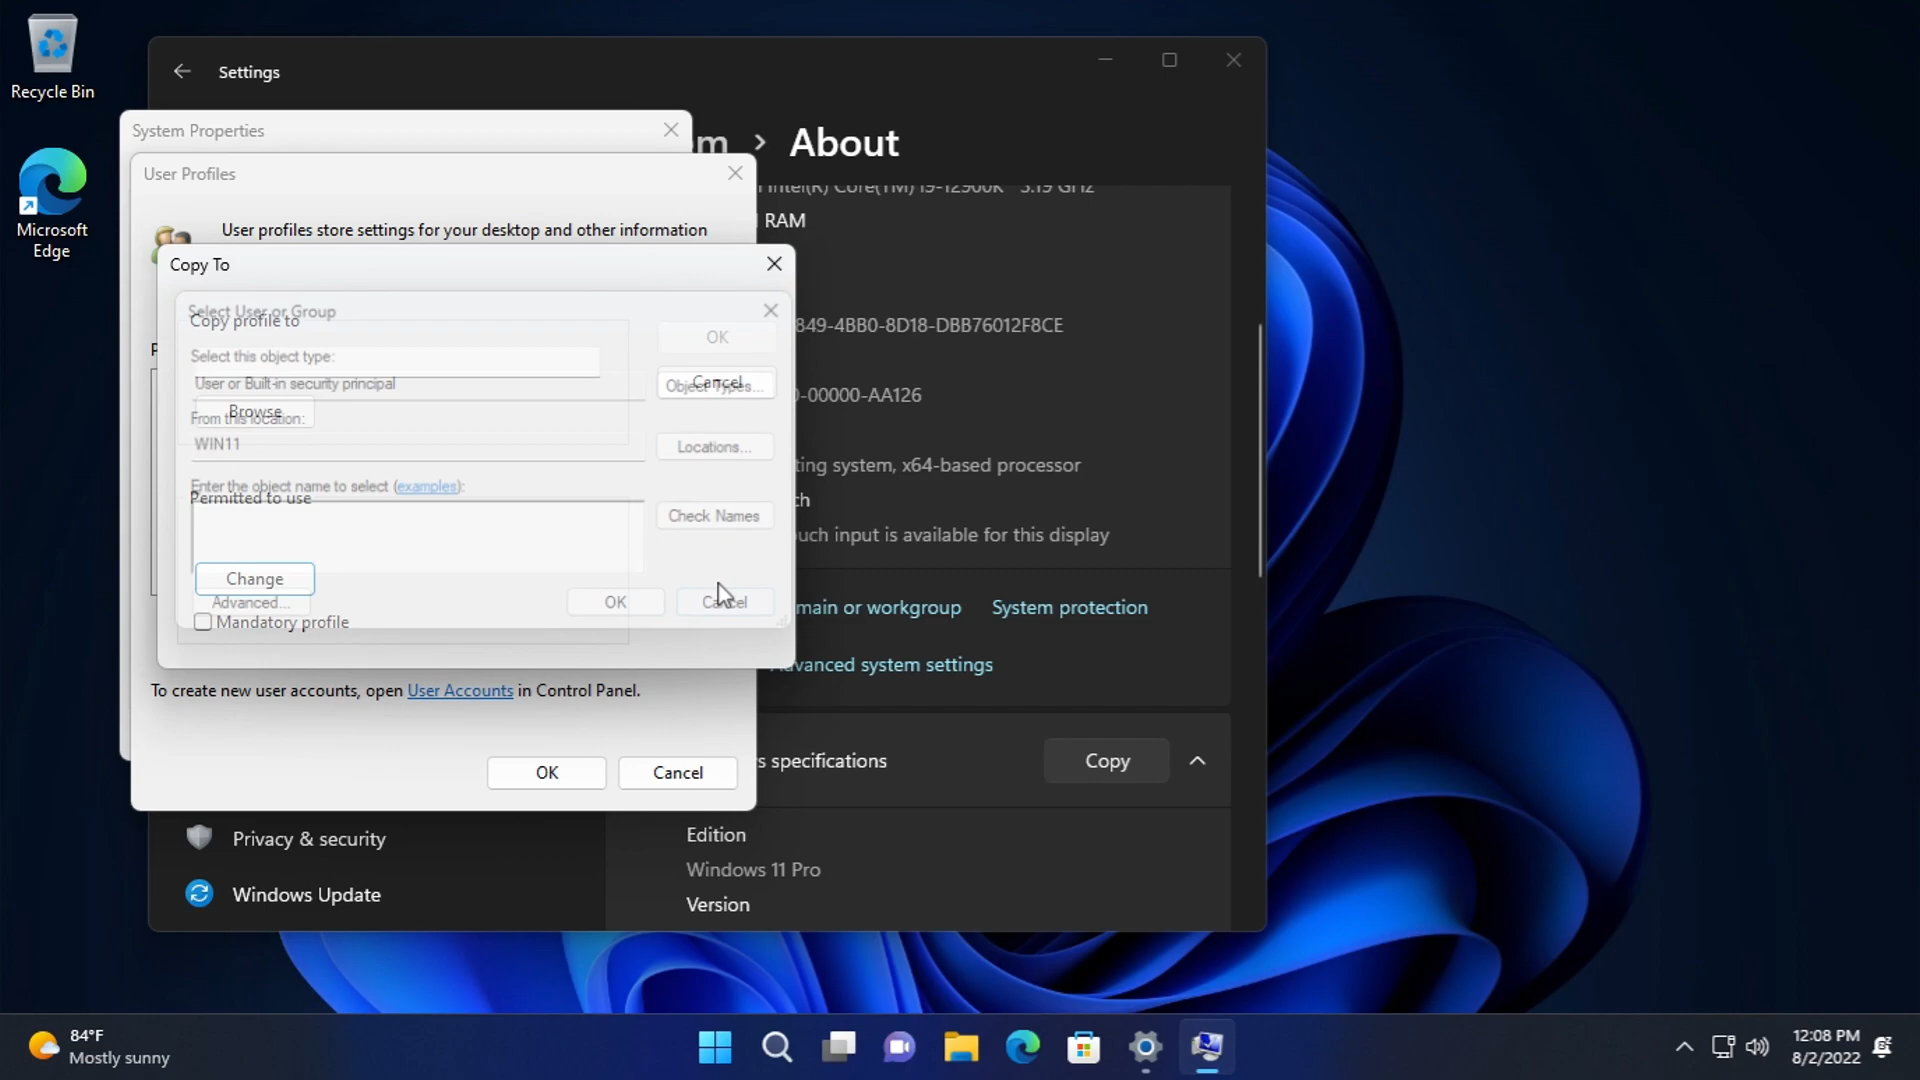 Recycle Bin
Microsoft
Edge
Settings
System Properties
About
User Profiles
RAM
User profiles store settings for your desktop and other information
Copy To
Select User or Group
Copy profile to
OK
849-4BB0-8D18-DBB76012F8CE
Select this object type:
User or Built-in security principal
Object Types...
Cancel
0-00000-AA126
Browse
From this location:
WIN11
Locations...
ting system, x64-based processor
Enter the object name to select (examples):
Permitted to use
Check Names
uch input is available for this display
Change
Advanced...
OK
Cancel
main or workgroup
System protection
Mandatory profile
dvanced system settings
To create new user accounts, open User Accounts in Control Panel.
OK
Cancel
s specifications
Copy
Privacy & security
Edition
Windows 11 Pro
Windows Update
Version
84°F
Mostly sunny
12:08 PM
8/2/2022